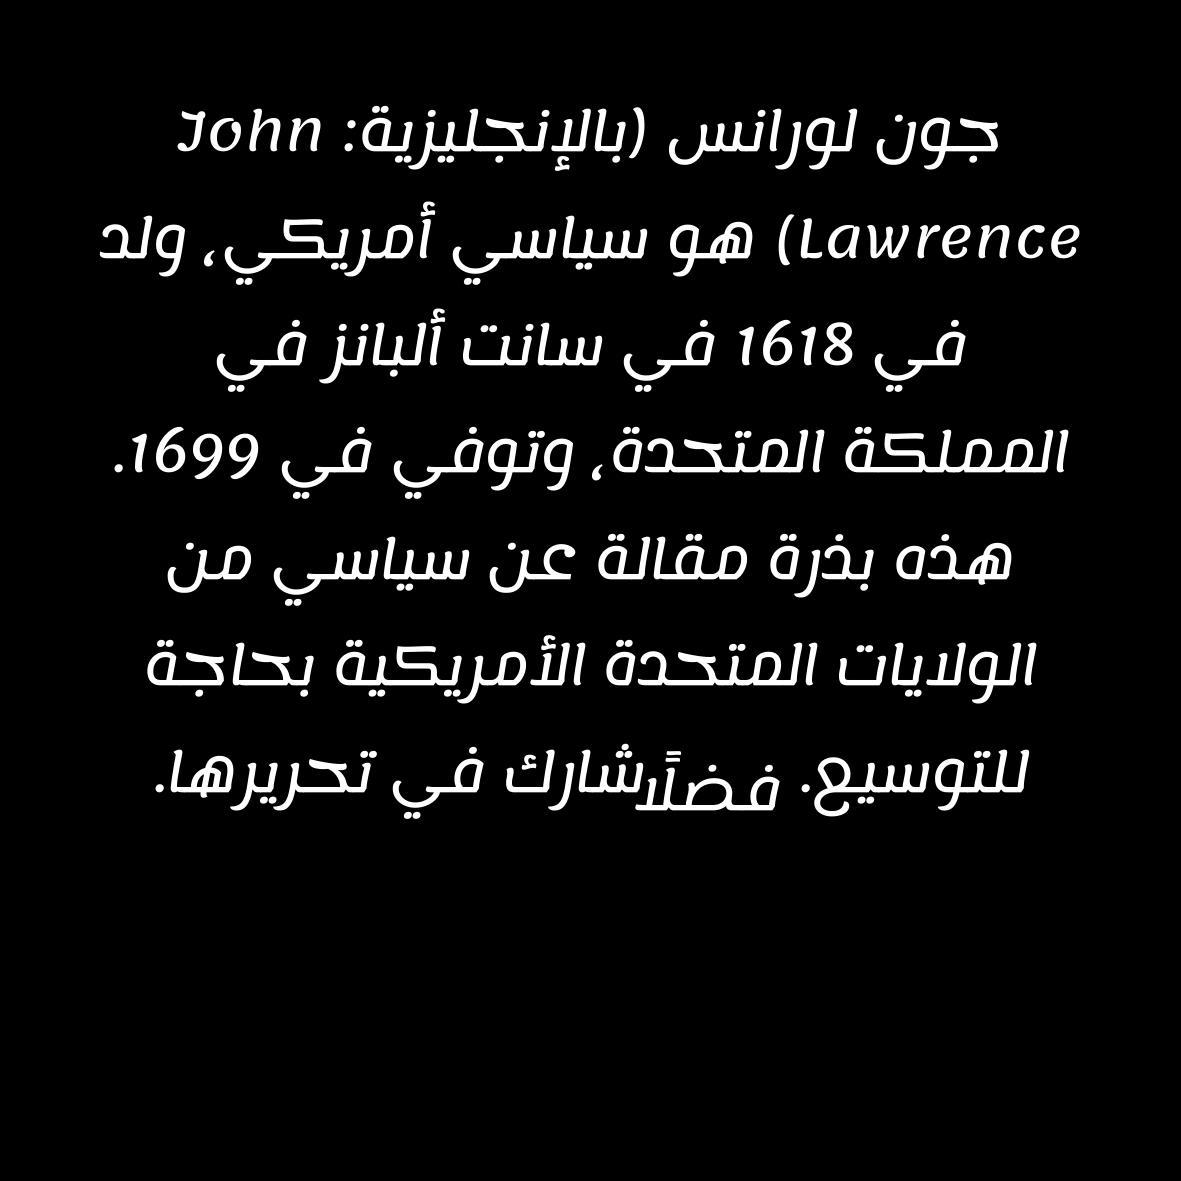 جون لورانس (بالإنجليزية: John
Lawrence) هو سياسي أمريكي، ولد
في 1618 في سانت ألبانز في
المملكة المتحدة، وتوفي في 1699.
هذه بذرة مقالة عن سياسي من
الولايات المتحدة الأمريكية بحاجة
للتوسيع. فضلًا شارك في تحريرها.